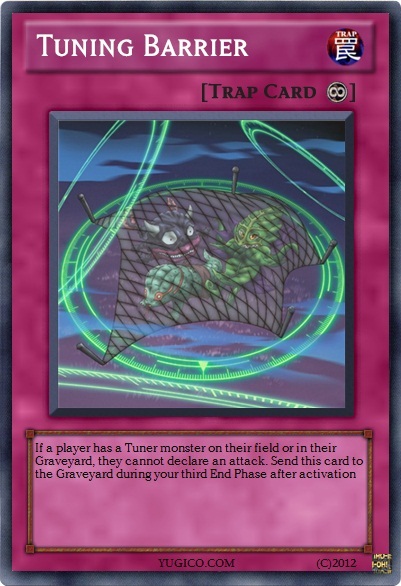 Tuning Barrier
TRAP
罠
[Trap Card]
If a player has a Tuner monster on their field or in their
Graveyard, they cannot declare an attack. Send this card to
the Graveyard during your third End Phase after activation
YUGICO.COM
(C)2012